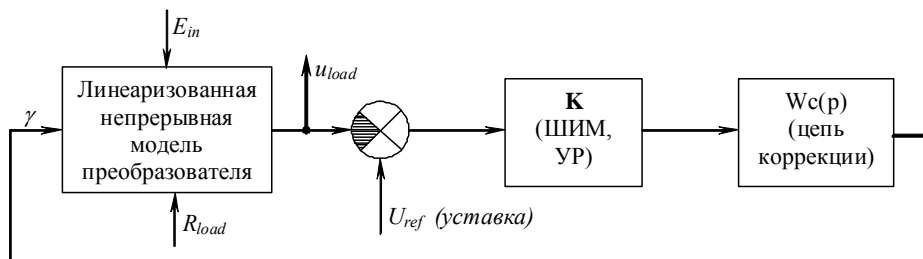 E_in
γ
Линеаризованная
непрерывная
модель
преобразователя
u_load
K
(ШИМ,
УР)
Wc(p)
(цепь
коррекции)
R_load
U_ref (уставка)